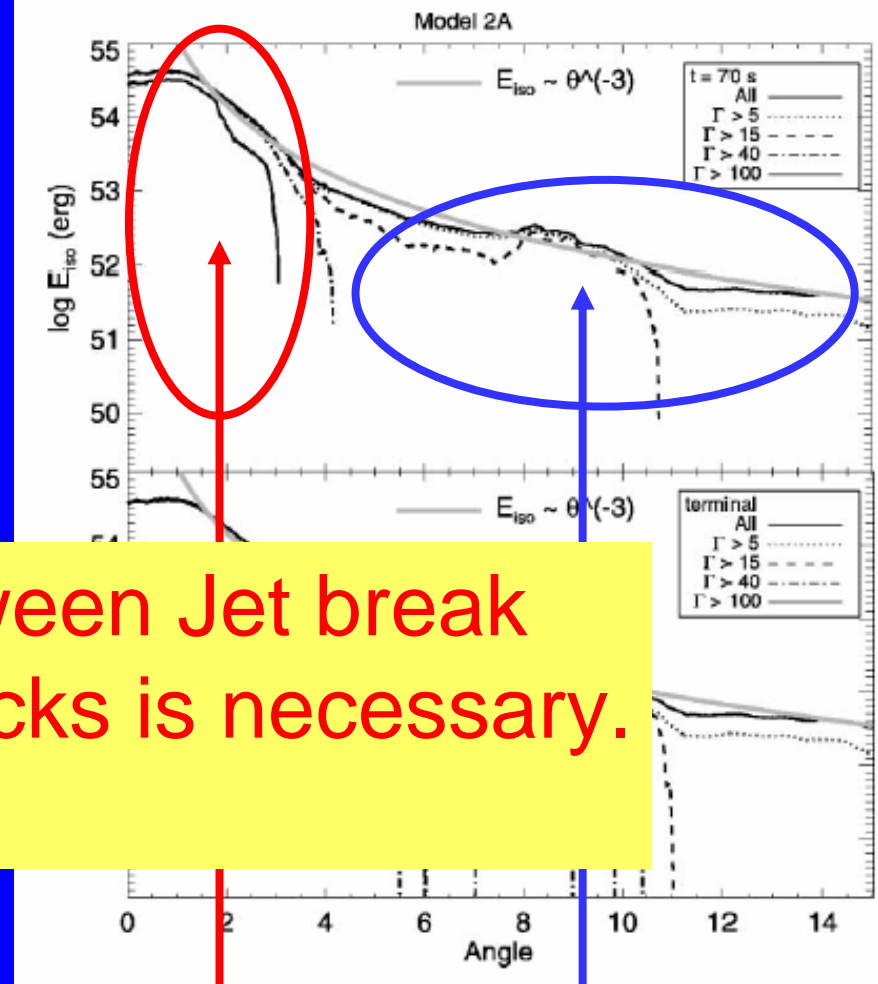 Model 2A
55
54
53
52
51
50
log E_iso (erg)
E_iso ~ θ^(-3)
t = 70 s
All
Γ > 5
Γ > 15
Γ > 40
Γ > 100
55
E_iso ~ θ^(-3)
terminal
All
Γ > 5
Γ > 15
Γ > 40
Γ > 100
ween Jet break
cks is necessary.
0 2 4 6 8 10 12 14
Angle